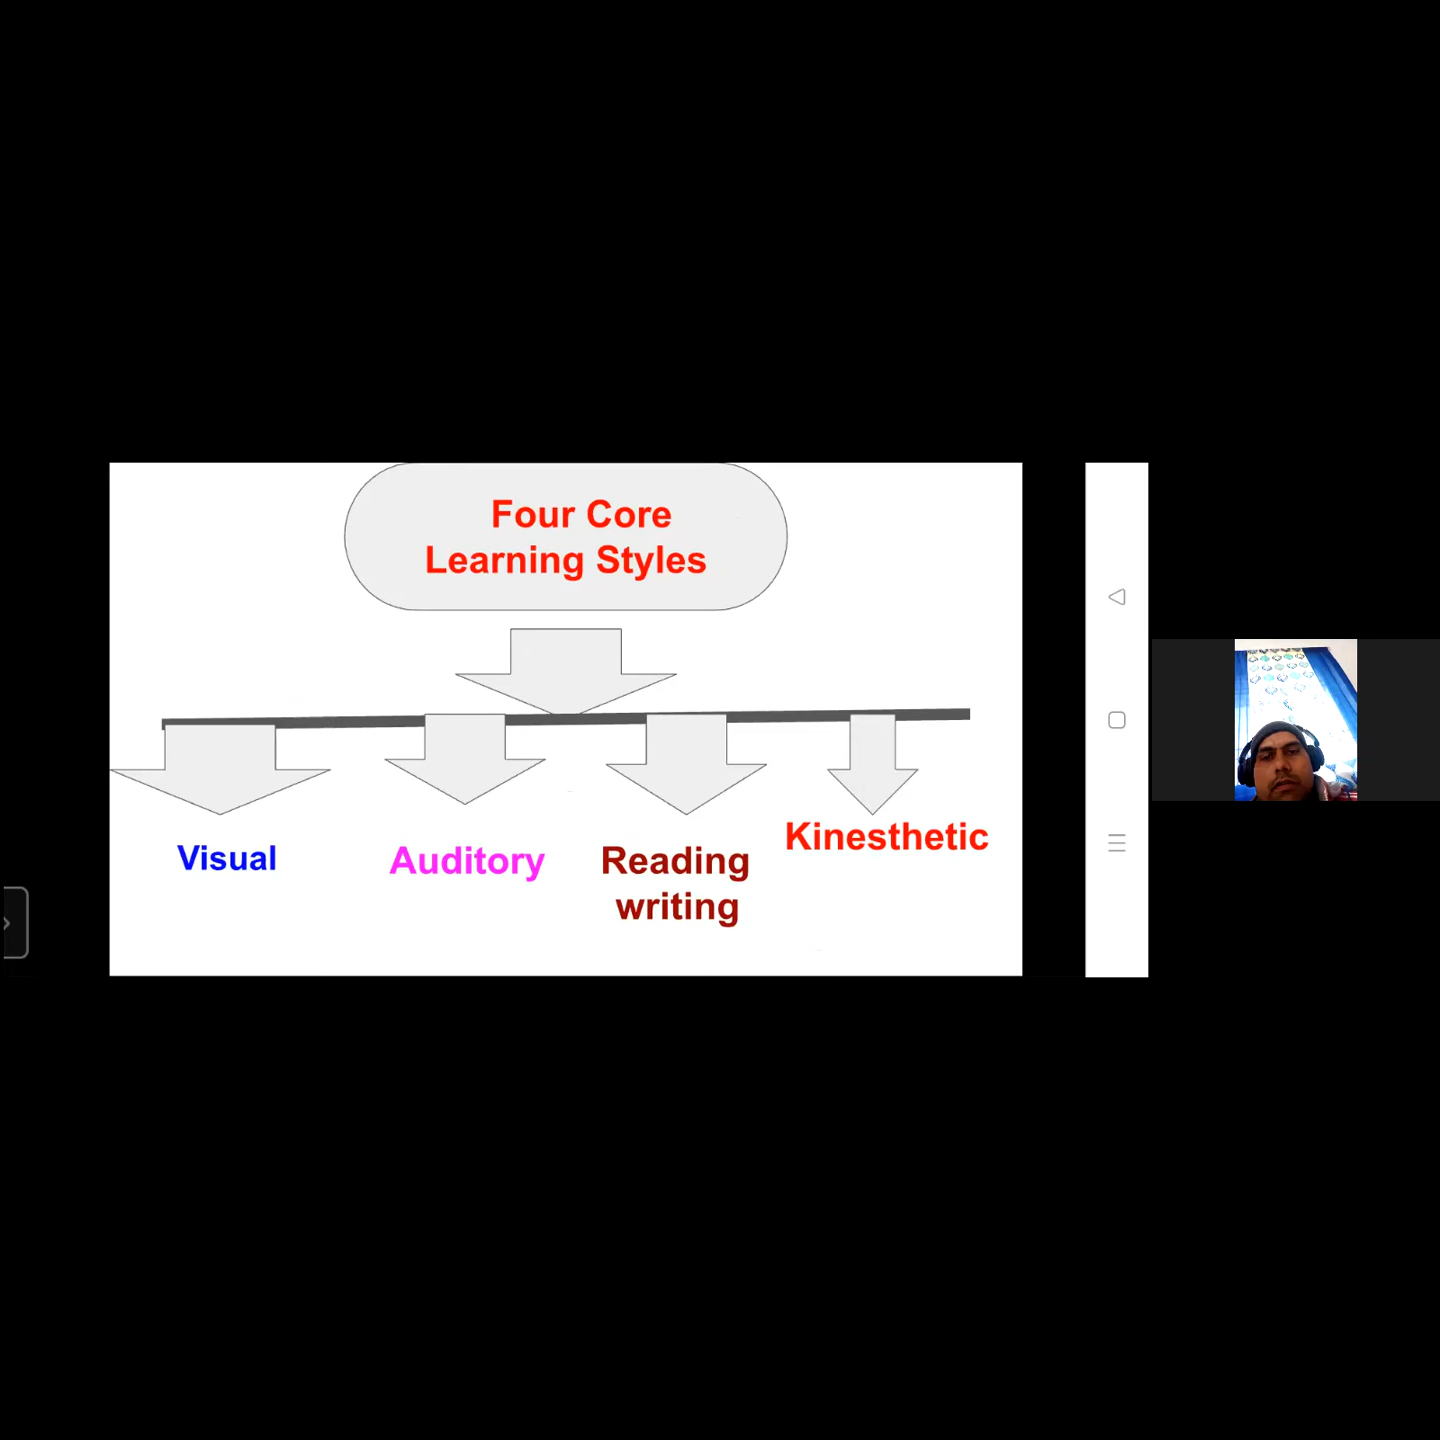 Four Core
Learning Styles
Visual
Auditory
Reading
writing
Kinesthetic